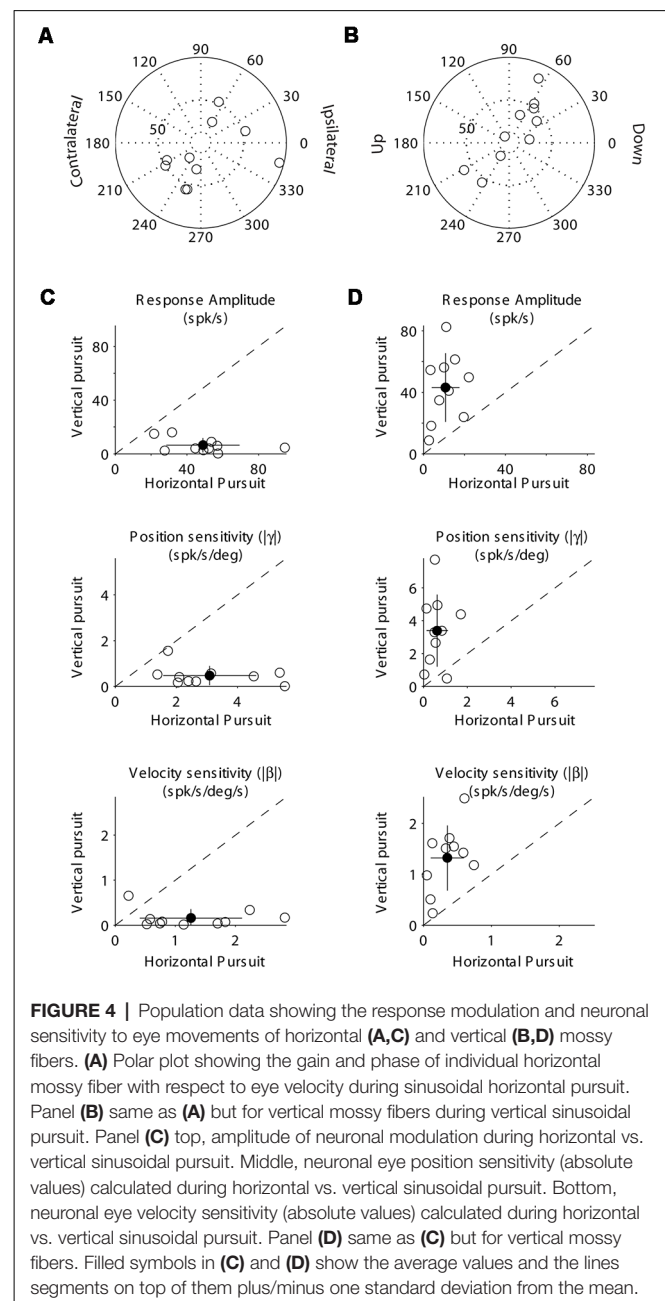 A
B
90
120
60
150
30
50
180
0
210
330
240
300
270
Contralateral
Ipsilateral
90
120
60
150
30
50
180
0
210
330
240
300
270
Up
Down
C
D
Response Amplitude
(spk/s)
Vertical pursuit
80
40
0
0
40
80
Horizontal Pursuit
Response Amplitude
(spk/s)
Vertical pursuit
80
40
0
0
40
80
Horizontal Pursuit
Position sensitivity (|γ|)
(spk/s/deg)
Vertical pursuit
4
2
0
0
2
4
Horizontal Pursuit
Position sensitivity (|γ|)
(spk/s/deg)
Vertical pursuit
6
4
2
0
0
2
4
6
Horizontal Pursuit
Velocity sensitivity (|β|)
(spk/s/deg/s)
Vertical pursuit
2
1
0
0
1
2
Horizontal Pursuit
Velocity sensitivity (|β|)
(spk/s/deg/s)
Vertical pursuit
2
1
0
0
1
2
Horizontal Pursuit
FIGURE 4 | Population data showing the response modulation and neuronal
sensitivity to eye movements of horizontal (A,C) and vertical (B,D) mossy
fibers. (A) Polar plot showing the gain and phase of individual horizontal
mossy fiber with respect to eye velocity during sinusoidal horizontal pursuit.
Panel (B) same as (A) but for vertical mossy fibers during vertical sinusoidal
pursuit. Panel (C) top, amplitude of neuronal modulation during horizontal vs.
vertical sinusoidal pursuit. Middle, neuronal eye position sensitivity (absolute
values) calculated during horizontal vs. vertical sinusoidal pursuit. Bottom,
neuronal eye velocity sensitivity (absolute values) calculated during horizontal
vs. vertical sinusoidal pursuit. Panel (D) same as (C) but for vertical mossy
fibers. Filled symbols in (C) and (D) show the average values and the lines
segments on top of them plus/minus one standard deviation from the mean.